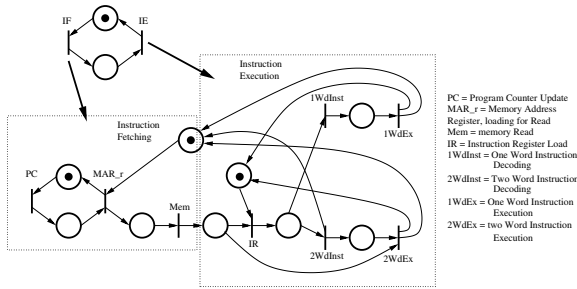 IF
IE
Instruction
Execution
1WdInst
1WdEx
Instruction
Fetching
PC
MAR_r
Mem
IR
2WdInst
2WdEx
PC = Program Counter Update
MAR_r = Memory Address
Register, loading for Read
Mem = memory Read
IR = Instruction Register Load
1WdInst = One Word Instruction
Decoding
2WdInst = Two Word Instruction
Decoding
1WdEx = One Word Instruction
Execution
2WdEx = two Word Instruction
Execution